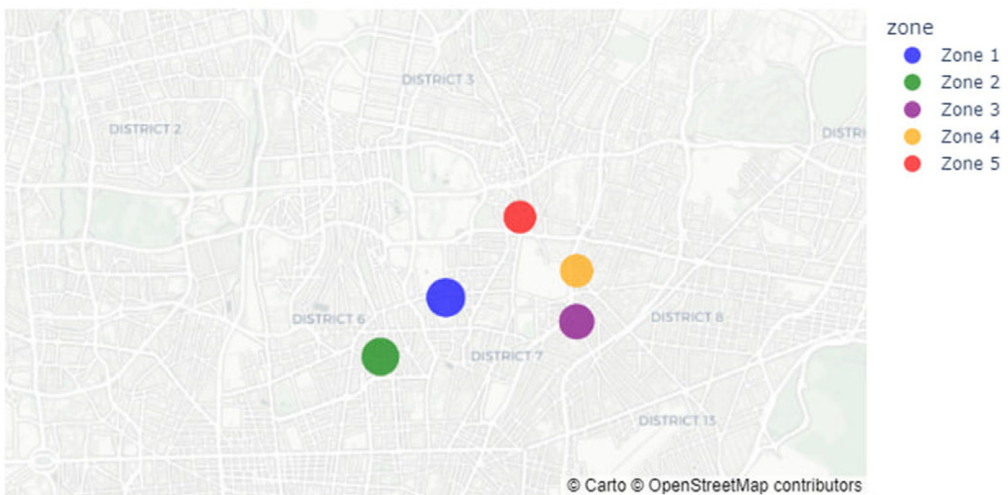 zone
Zone 1
Zone 2
Zone 3
Zone 4
Zone 5
DISTRICT 3
DISTRICT 2
DISTRI
DISTRICT 6
DISTRICT 8
DISTRICT 7
DISTRICT 13
© Carto © OpenStreetMap contributors